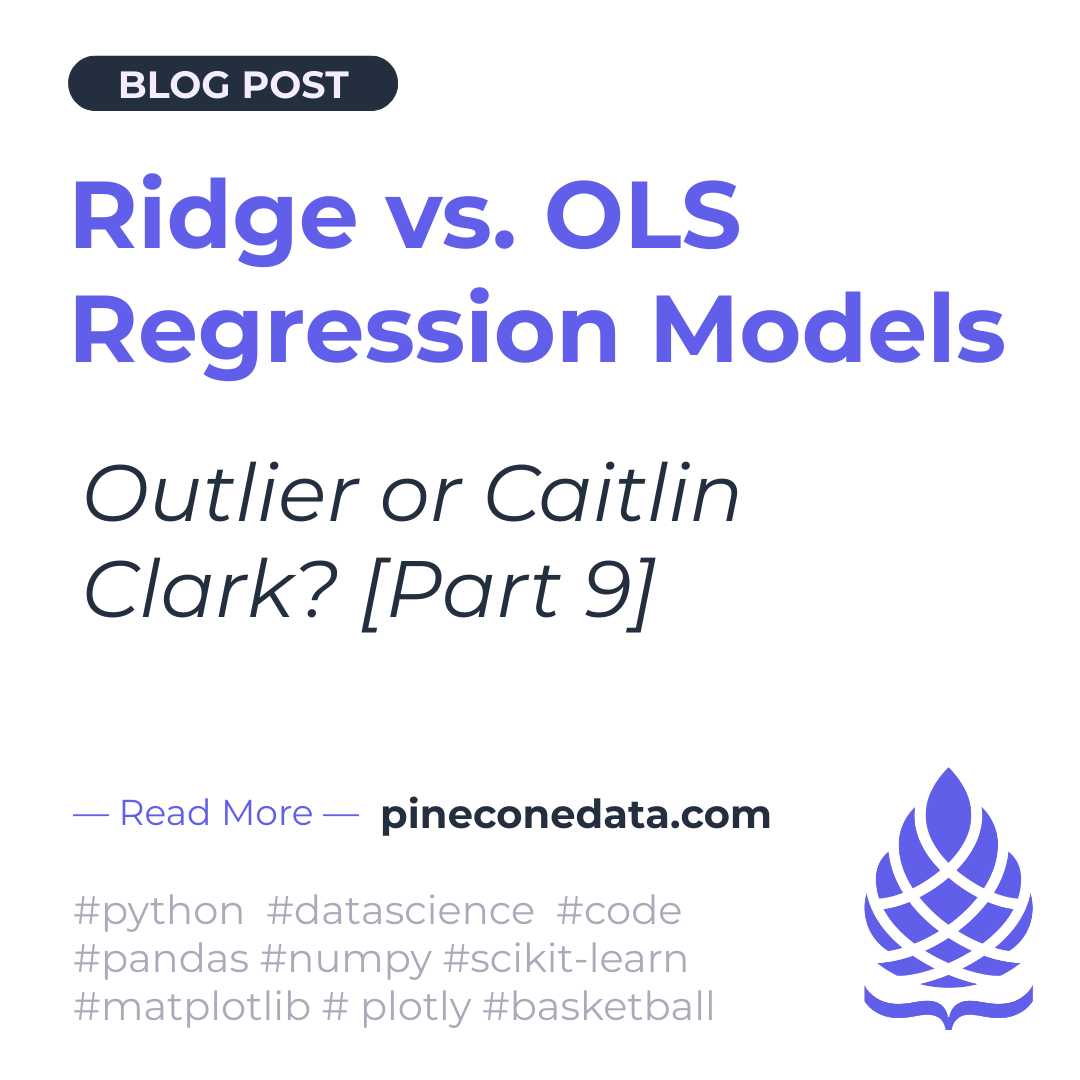 BLOG POST
Ridge vs. OLS
Regression Models
Outlier or Caitlin
Clark? [Part 9]
— Read More — pineconedata.com
#python #datascience #code
#pandas #numpy #scikit-learn
#matplotlib # plotly #basketball